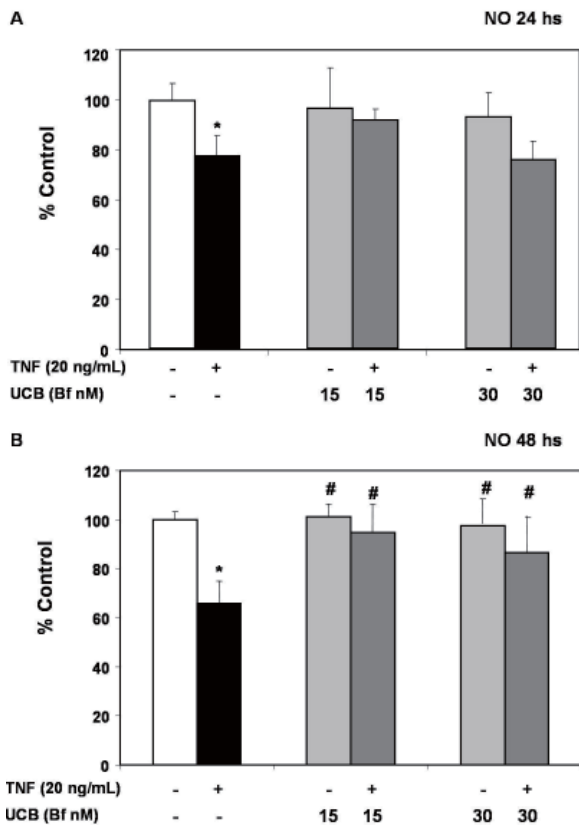 A NO 24 hs
120
100
80
60
40
20
0
% Control
*
TNF (20 ng/mL) - + - + - +
UCB (Bf nM) - - 15 15 30 30
B NO 48 hs
120
100
80
60
40
20
0
% Control
*
# # # #
TNF (20 ng/mL) - + - + - +
UCB (Bf nM) - - 15 15 30 30